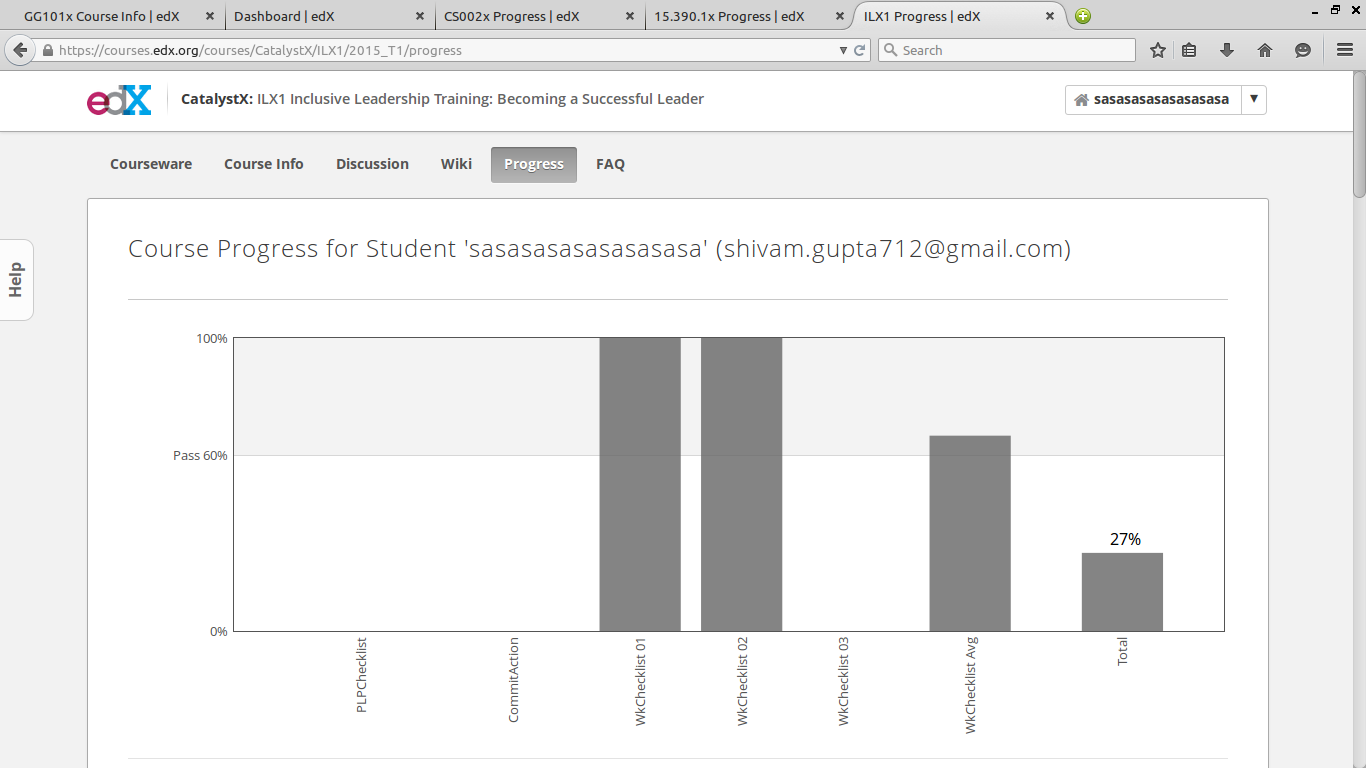 GG101x Course Info | edX
Dashboard | edX
CS002x Progress | edX
15.390.1x Progress | edX
ILX1 Progress | edX
https://courses.edx.org/courses/CatalystX/ILX1/2015_T1/progress
Search
edX
CatalystX: ILX1 Inclusive Leadership Training: Becoming a Successful Leader
sasasasasasasasasa
Courseware
Course Info
Discussion
Wiki
Progress
FAQ
Help
Course Progress for Student 'sasasasasasasasasa' (shivam.gupta712@gmail.com)
100%
Pass 60%
0%
27%
PLPChecklist
CommitAction
WkChecklist 01
WkChecklist 02
WkChecklist 03
WkChecklist Avg
Total